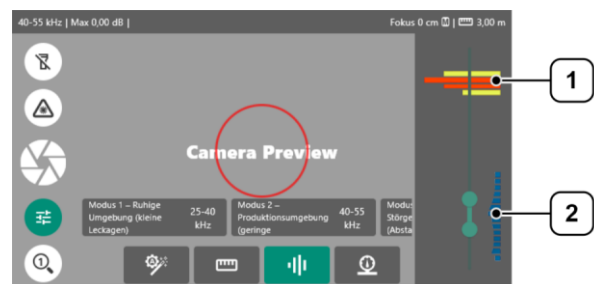 40-55 kHz | Max 0,00 dB |
Fokus 0 cm M | 3,00 m
1
Camera Preview
Modus 1 – Ruhige
Umgebung (kleine
Leckagen)
25-40
kHz
Modus 2 –
Produktionsumgebung
(geringe
40-55
kHz
Modus
Störge
(Absta
2
1